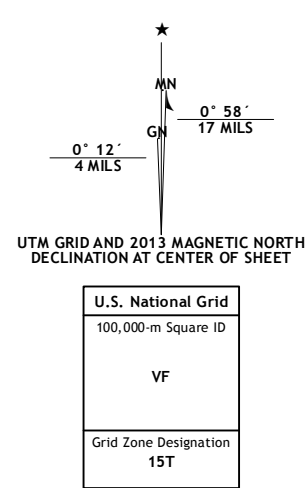 ★
MN
GN
0° 58´
17 MILS
0° 12´
4 MILS
UTM GRID AND 2013 MAGNETIC NORTH
DECLINATION AT CENTER OF SHEET
U.S. National Grid
100,000-m Square ID
VF
Grid Zone Designation
15T